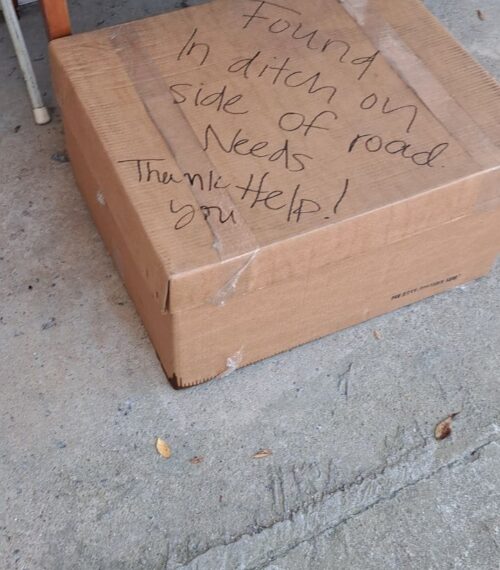 Found
In ditch on
side of road.
Needs
Help!
Thank
you